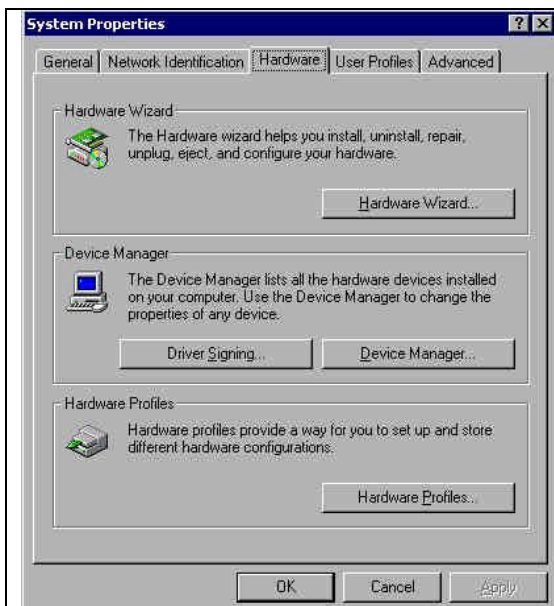 System Properties
General Network Identification Hardware User Profiles Advanced
Hardware Wizard
The Hardware wizard helps you install, uninstall, repair,
unplug, eject, and configure your hardware.
Hardware Wizard...
Device Manager
The Device Manager lists all the hardware devices installed
on your computer. Use the Device Manager to change the
properties of any device.
Driver Signing... Device Manager...
Hardware Profiles
Hardware profiles provide a way for you to set up and store
different hardware configurations.
Hardware Profiles...
OK Cancel Apply